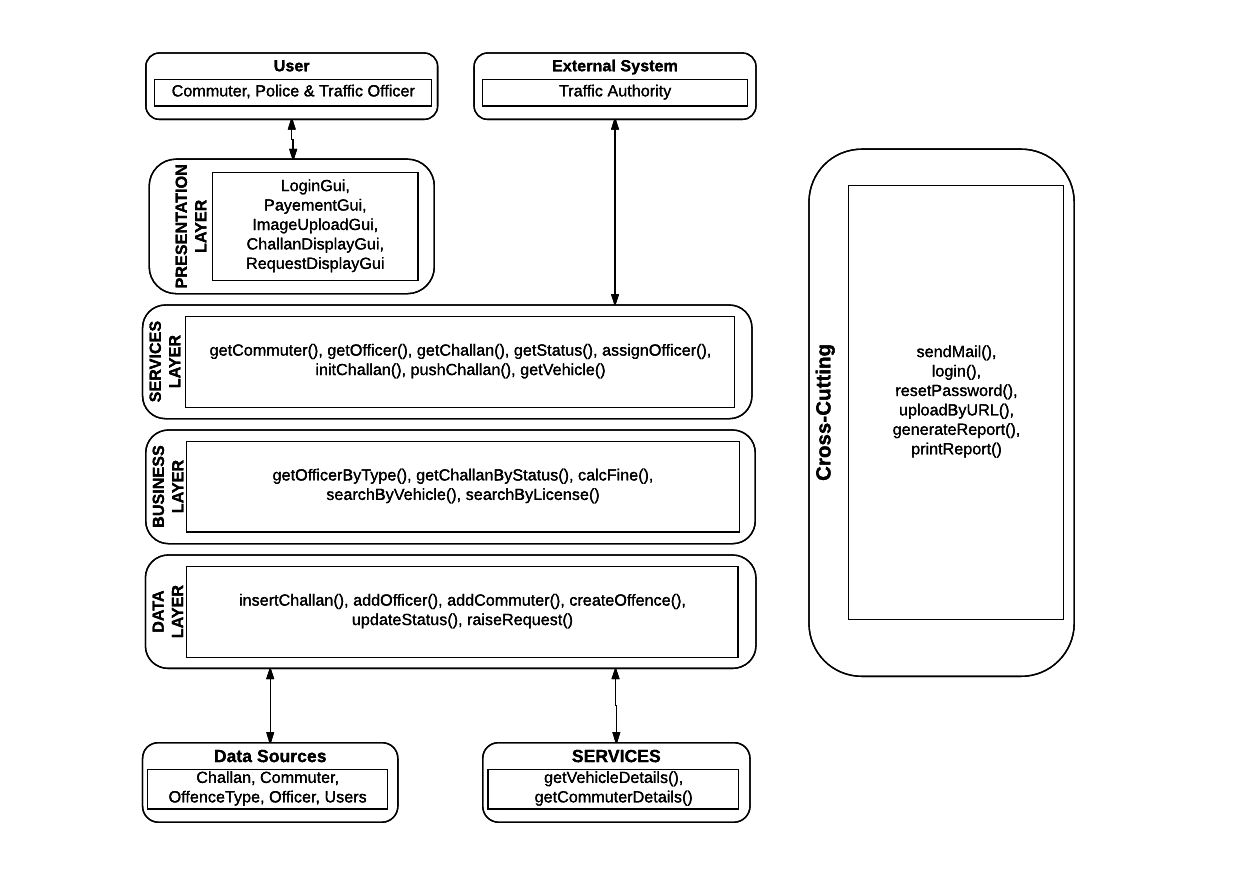 User
Commuter, Police & Traffic Officer
External System
Traffic Authority
PRESENTATION
LAYER
LoginGui,
PayementGui,
ImageUploadGui,
ChallanDisplayGui,
RequestDisplayGui
SERVICES
LAYER
getCommuter(), getOfficer(), getChallan(), getStatus(), assignOfficer(),
initChallan(), pushChallan(), getVehicle()
BUSINESS
LAYER
getOfficerByType(), getChallanByStatus(), calcFine(),
searchByVehicle(), searchByLicense()
DATA
LAYER
insertChallan(), addOfficer(), addCommuter(), createOffence(),
updateStatus(), raiseRequest()
Data Sources
Challan, Commuter,
OffenceType, Officer, Users
SERVICES
getVehicleDetails(),
getCommuterDetails()
Cross-Cutting
sendMail(),
login(),
resetPassword(),
uploadByURL(),
generateReport(),
printReport()